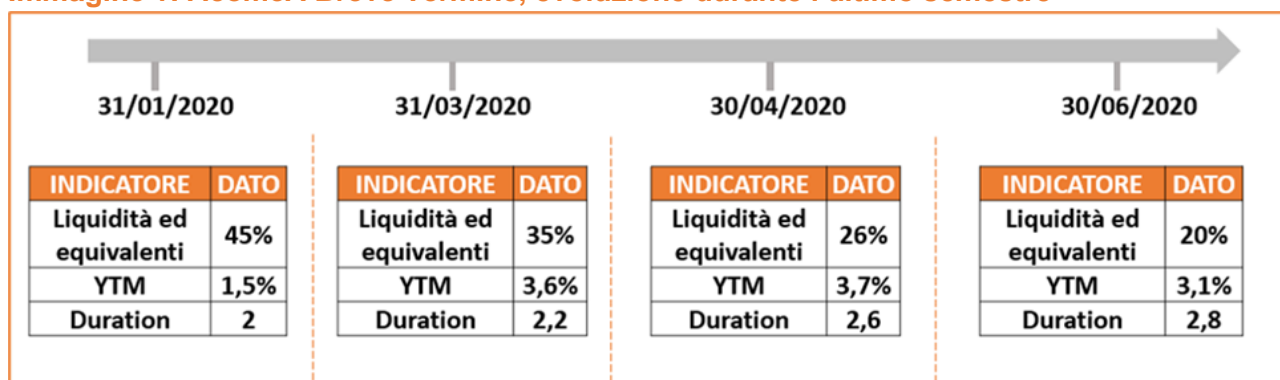 31/01/2020 31/03/2020 30/04/2020 30/06/2020
INDICATORE DATO
Liquidità ed
equivalenti 45%
YTM 1,5%
Duration 2
INDICATORE DATO
Liquidità ed
equivalenti 35%
YTM 3,6%
Duration 2,2
INDICATORE DATO
Liquidità ed
equivalenti 26%
YTM 3,7%
Duration 2,6
INDICATORE DATO
Liquidità ed
equivalenti 20%
YTM 3,1%
Duration 2,8